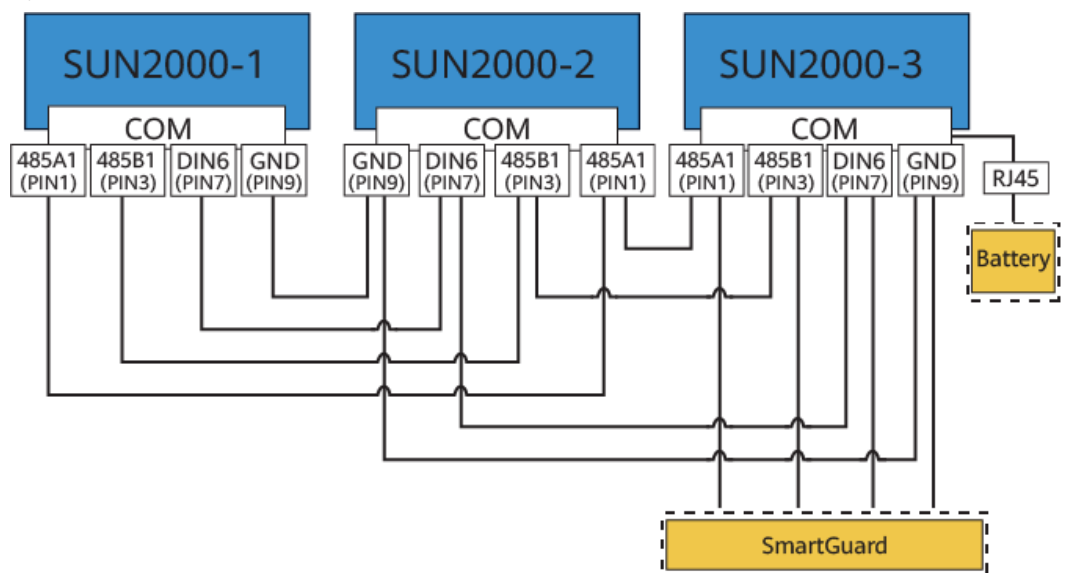 SUN2000-1
SUN2000-2
SUN2000-3
COM
COM
COM
485A1
(PIN1)
485B1
(PIN3)
DIN6
(PIN7)
GND
(PIN9)
GND
(PIN9)
DIN6
(PIN7)
485B1
(PIN3)
485A1
(PIN1)
485A1
(PIN1)
485B1
(PIN3)
DIN6
(PIN7)
GND
(PIN9)
RJ45
Battery
SmartGuard